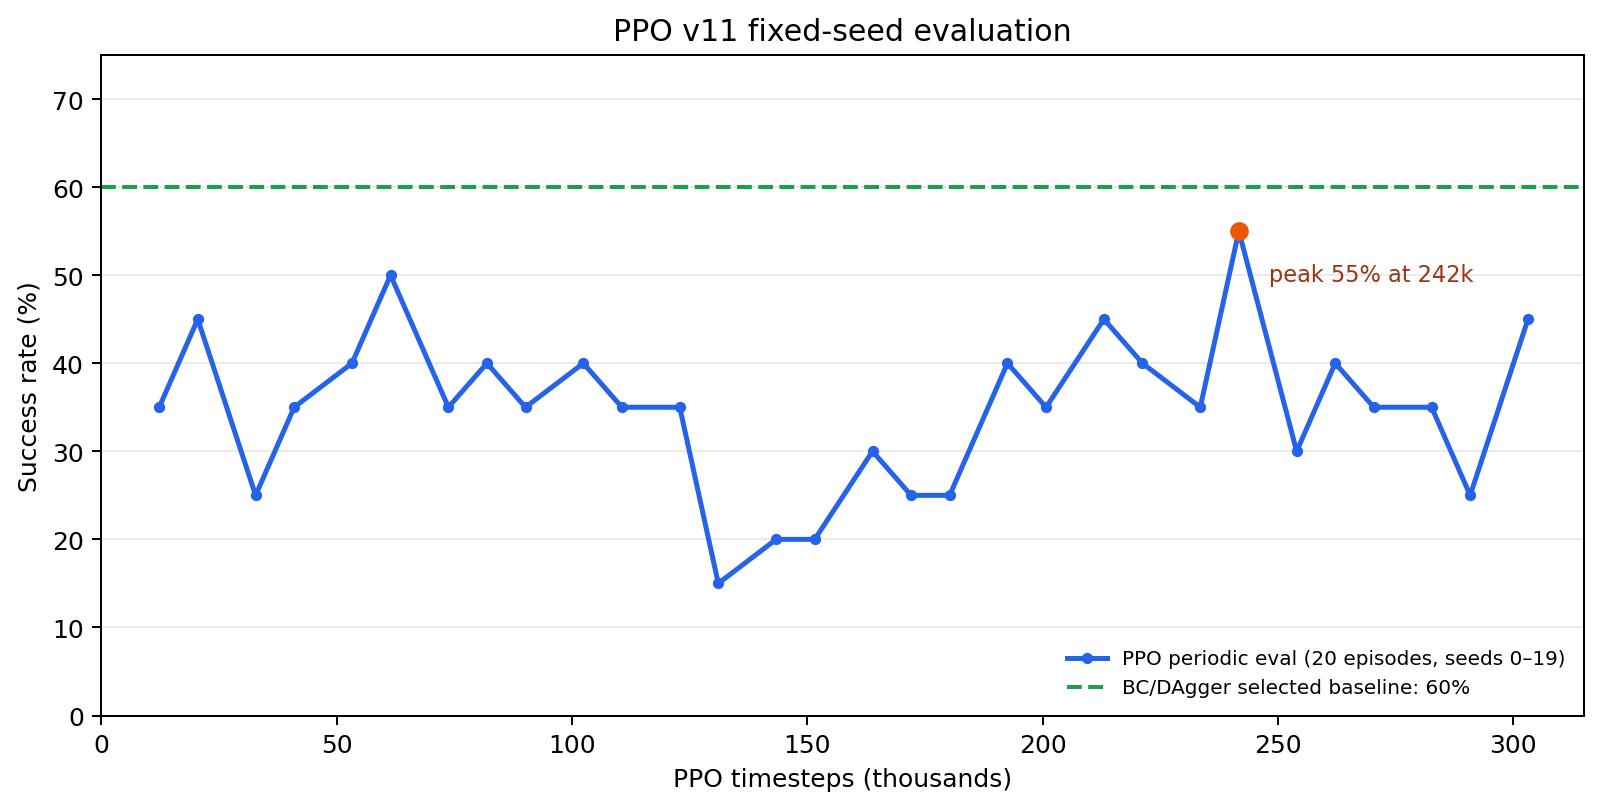 PPO v11 fixed-seed evaluation
Success rate (%)
70
60
50
40
30
20
10
0
peak 55% at 242k
PPO periodic eval (20 episodes, seeds 0–19)
BC/DAgger selected baseline: 60%
0 50 100 150 200 250 300
PPO timesteps (thousands)